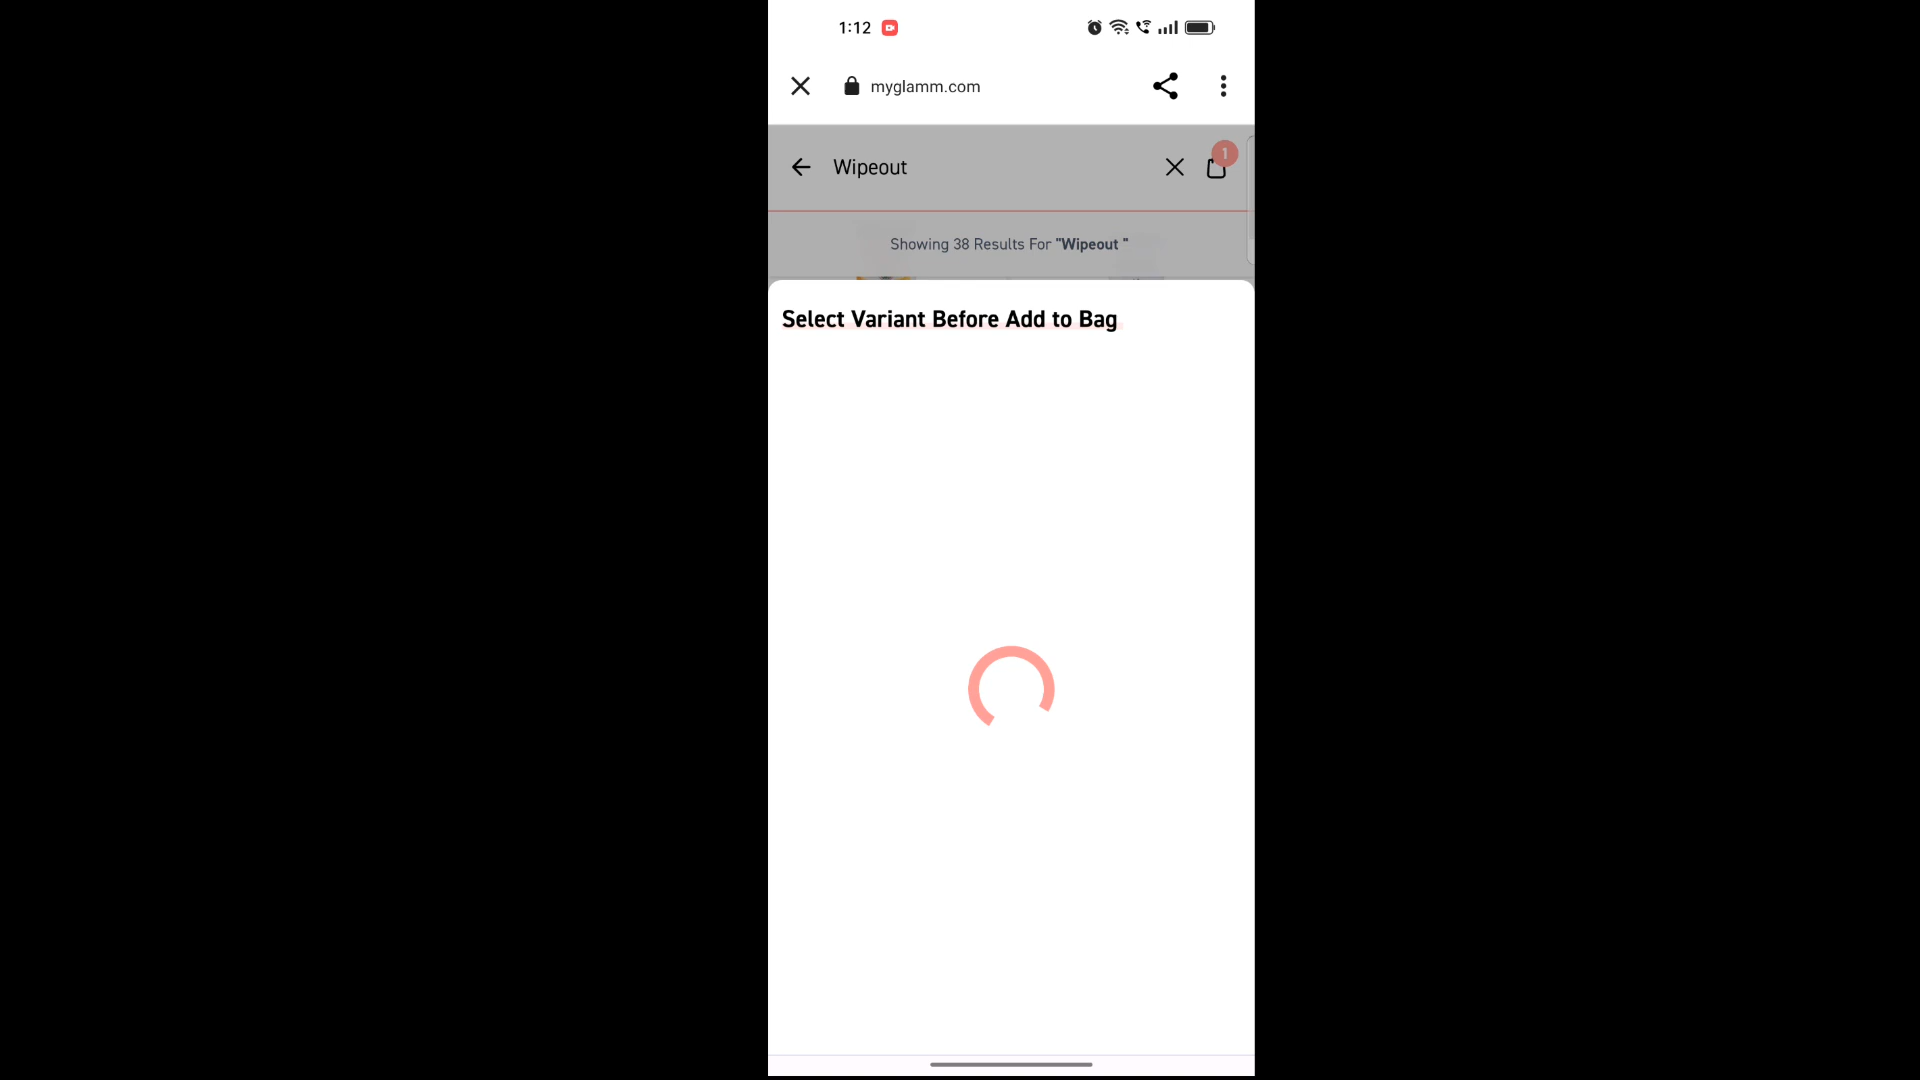 1:12
myglamm.com
1
Wipeout
Showing 38 Results For "Wipeout "
Select Variant Before Add to Bag